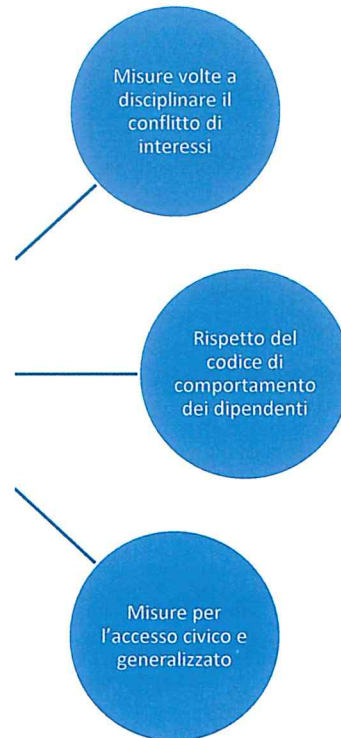 Misure volte a
disciplinare il
conflitto di
interessi
Rispetto del
codice di
comportamento
dei dipendenti
Misure per
l'accesso civico e
generalizzato